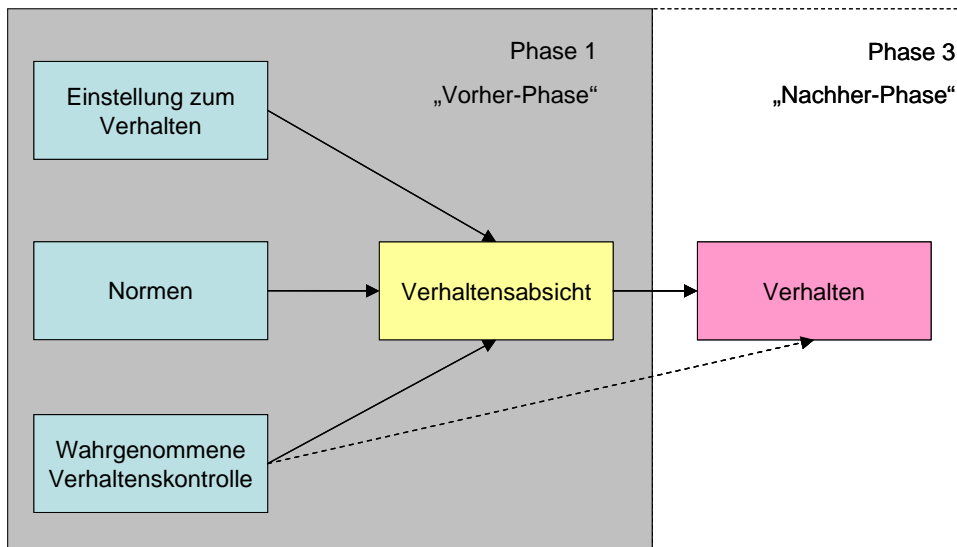 Phase 1
„Vorher-Phase“
Phase 3
„Nachher-Phase“
Einstellung zum
Verhalten
Normen
Verhaltensabsicht
Verhalten
Wahrgenommene
Verhaltenskontrolle